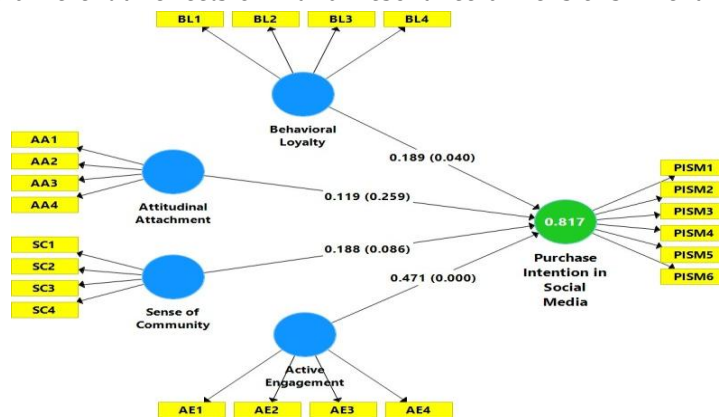 BL1
BL2
BL3
BL4
Behavioral
Loyalty
0.189 (0.040)
AA1
AA2
AA3
AA4
Attitudinal
Attachment
0.119 (0.259)
PISM1
PISM2
PISM3
PISM4
PISM5
PISM6
0.817
Purchase
Intention in
Social
Media
SC1
SC2
SC3
SC4
Sense of
Community
0.188 (0.086)
0.471 (0.000)
Active
Engagement
AE1
AE2
AE3
AE4